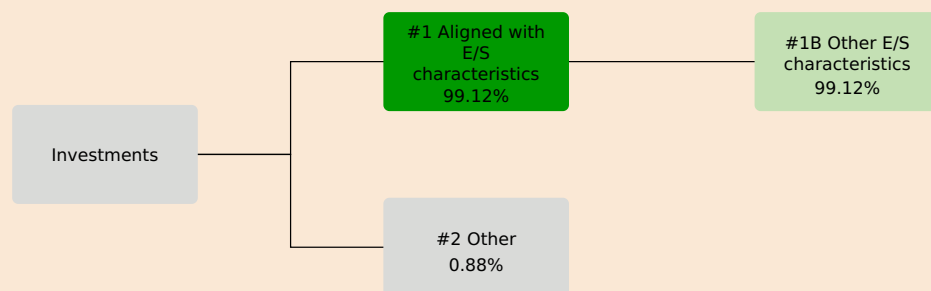 Investments
#1 Aligned with
E/S
characteristics
99.12%
#1B Other E/S
characteristics
99.12%
#2 Other
0.88%